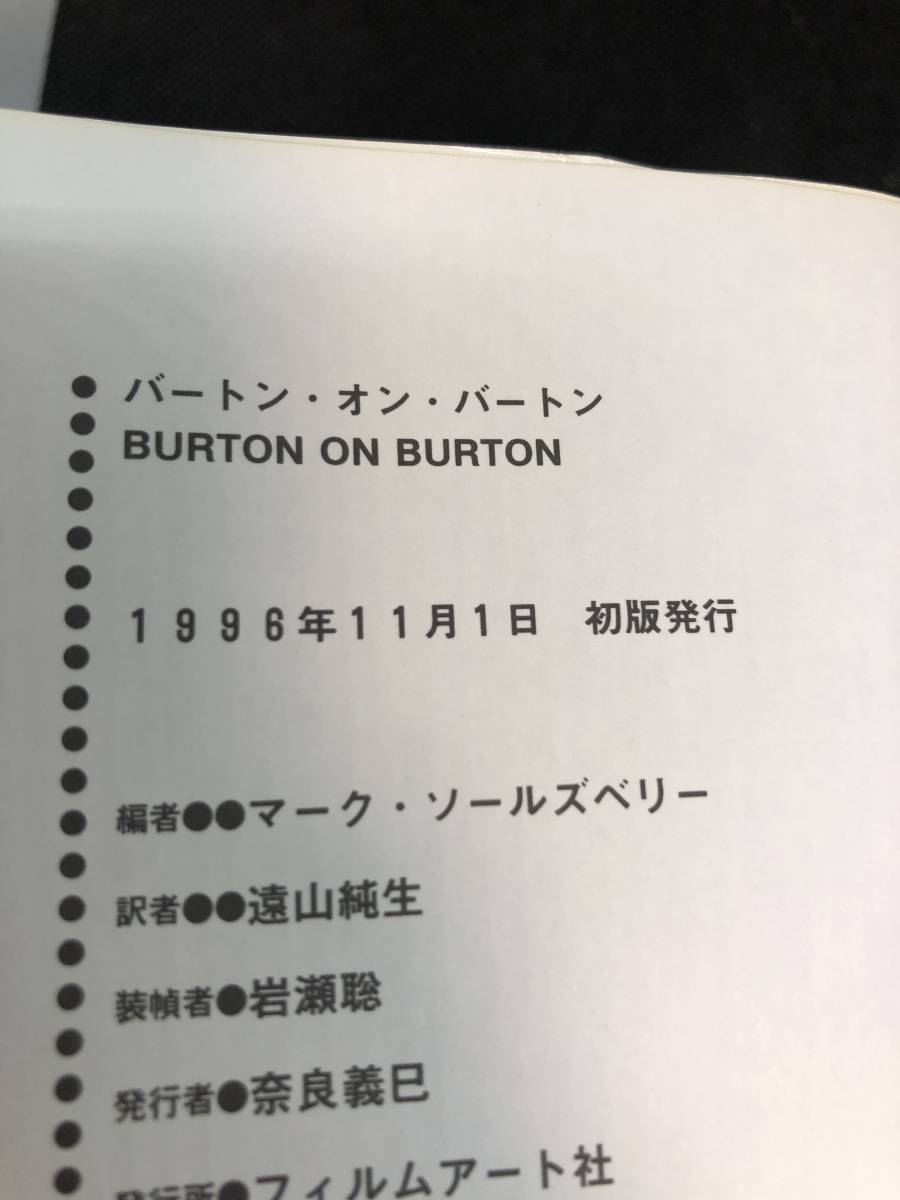 バートン・オン・バートン
BURTON ON BURTON
1996年11月1日 初版発行
編者●●マーク・ソールズベリー
訳者●●遠山純生
装幀者●岩瀬聡
発行者●奈良義巳
発行所●フィルムアート社